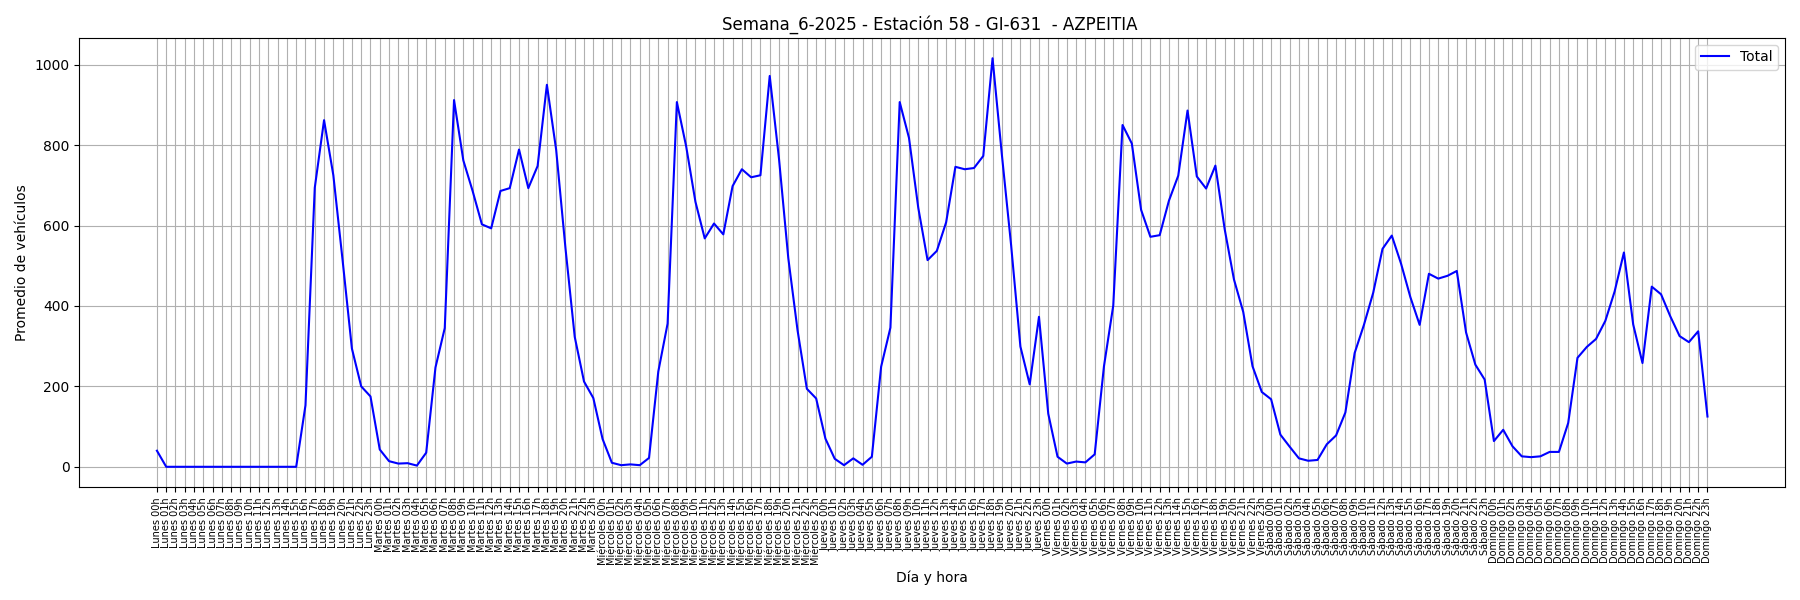 Semana_6-2025 - Estación 58 - GI-631  - AZPEITIA
Total
Promedio de vehículos
1000
800
600
400
200
0
Lunes 00h
Lunes 01h
Lunes 02h
Lunes 03h
Lunes 04h
Lunes 05h
Lunes 06h
Lunes 07h
Lunes 08h
Lunes 09h
Lunes 10h
Lunes 11h
Lunes 12h
Lunes 13h
Lunes 14h
Lunes 15h
Lunes 16h
Lunes 17h
Lunes 18h
Lunes 19h
Lunes 20h
Lunes 21h
Lunes 22h
Lunes 23h
Martes 00h
Martes 01h
Martes 02h
Martes 03h
Martes 04h
Martes 05h
Martes 06h
Martes 07h
Martes 08h
Martes 09h
Martes 10h
Martes 11h
Martes 12h
Martes 13h
Martes 14h
Martes 15h
Martes 16h
Martes 17h
Martes 18h
Martes 19h
Martes 20h
Martes 21h
Martes 22h
Martes 23h
Miércoles 00h
Miércoles 01h
Miércoles 02h
Miércoles 03h
Miércoles 04h
Miércoles 05h
Miércoles 06h
Miércoles 07h
Miércoles 08h
Miércoles 09h
Miércoles 10h
Miércoles 11h
Miércoles 12h
Miércoles 13h
Miércoles 14h
Miércoles 15h
Miércoles 16h
Miércoles 17h
Miércoles 18h
Miércoles 19h
Miércoles 20h
Miércoles 21h
Miércoles 22h
Miércoles 23h
Jueves 00h
Jueves 01h
Jueves 02h
Jueves 03h
Jueves 04h
Jueves 05h
Jueves 06h
Jueves 07h
Jueves 08h
Jueves 09h
Jueves 10h
Jueves 11h
Jueves 12h
Jueves 13h
Jueves 14h
Jueves 15h
Jueves 16h
Jueves 17h
Jueves 18h
Jueves 19h
Jueves 20h
Jueves 21h
Jueves 22h
Jueves 23h
Viernes 00h
Viernes 01h
Viernes 02h
Viernes 03h
Viernes 04h
Viernes 05h
Viernes 06h
Viernes 07h
Viernes 08h
Viernes 09h
Viernes 10h
Viernes 11h
Viernes 12h
Viernes 13h
Viernes 14h
Viernes 15h
Viernes 16h
Viernes 17h
Viernes 18h
Viernes 19h
Viernes 20h
Viernes 21h
Viernes 22h
Viernes 23h
Sábado 00h
Sábado 01h
Sábado 02h
Sábado 03h
Sábado 04h
Sábado 05h
Sábado 06h
Sábado 07h
Sábado 08h
Sábado 09h
Sábado 10h
Sábado 11h
Sábado 12h
Sábado 13h
Sábado 14h
Sábado 15h
Sábado 16h
Sábado 17h
Sábado 18h
Sábado 19h
Sábado 20h
Sábado 21h
Sábado 22h
Sábado 23h
Domingo 00h
Domingo 01h
Domingo 02h
Domingo 03h
Domingo 04h
Domingo 05h
Domingo 06h
Domingo 07h
Domingo 08h
Domingo 09h
Domingo 10h
Domingo 11h
Domingo 12h
Domingo 13h
Domingo 14h
Domingo 15h
Domingo 16h
Domingo 17h
Domingo 18h
Domingo 19h
Domingo 20h
Domingo 21h
Domingo 22h
Domingo 23h
Día y hora